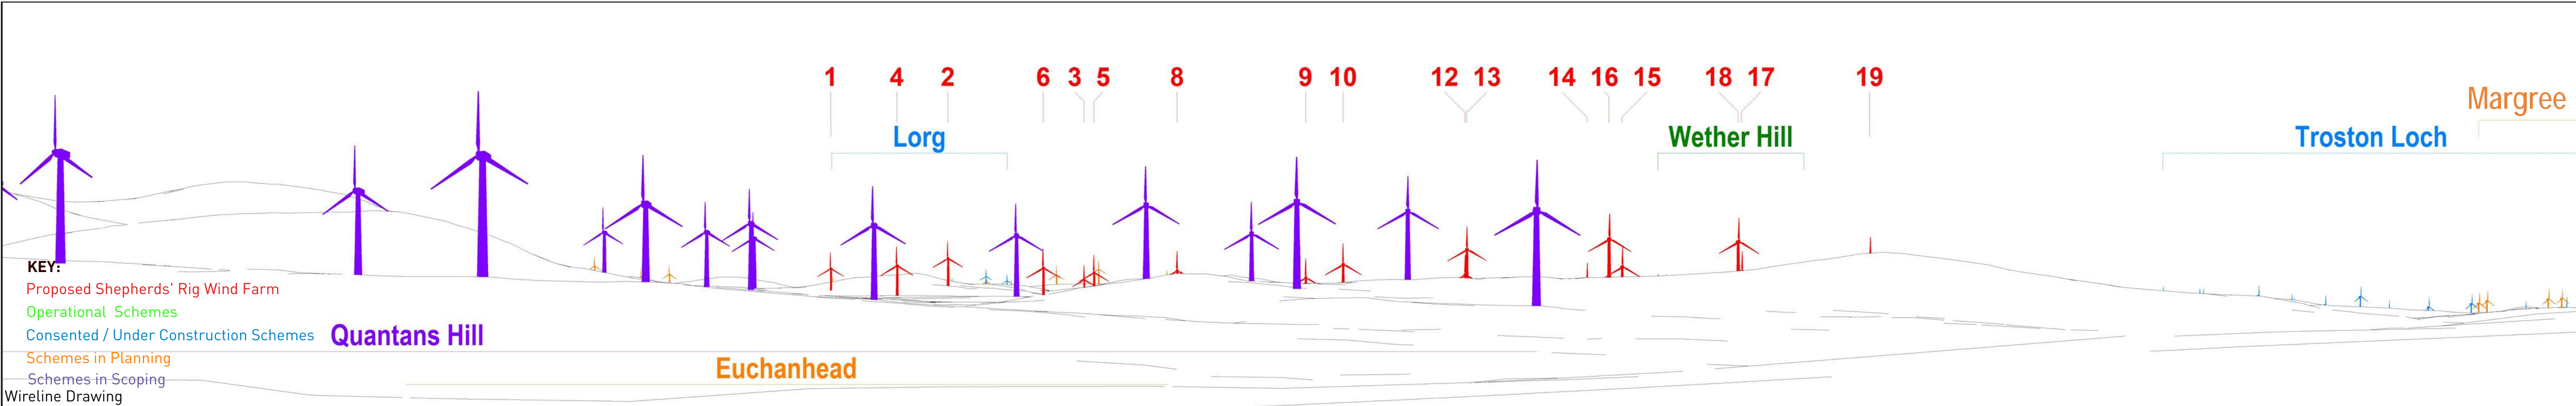 1 4 2 6 3 5 8 9 10 12 13 14 16 15 18 17 19
Margree
Lorg Wether Hill Troston Loch
KEY:
Proposed Shepherds' Rig Wind Farm
Operational Schemes
Consented / Under Construction Schemes
Quantans Hill
Schemes in Planning
Euchanhead
Schemes in Scoping
Wireline Drawing